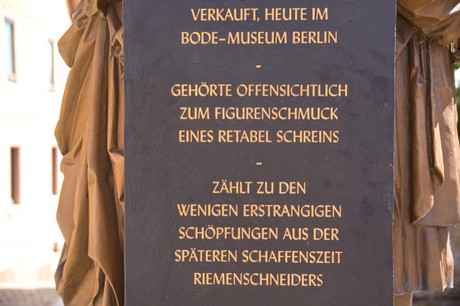 VERKAUFT, HEUTE IM
BODE-MUSEUM BERLIN
-
GEHÖRTE OFFENSICHTLICH
ZUM FIGURENSCHMUCK
EINES RETABEL SCHREINS
-
ZÄHLT ZU DEN
WENIGEN ERSTRANGIGEN
SCHÖPFUNGEN AUS DER
SPÄTEREN SCHAFFENSZEIT
RIEMENSCHNEIDERS